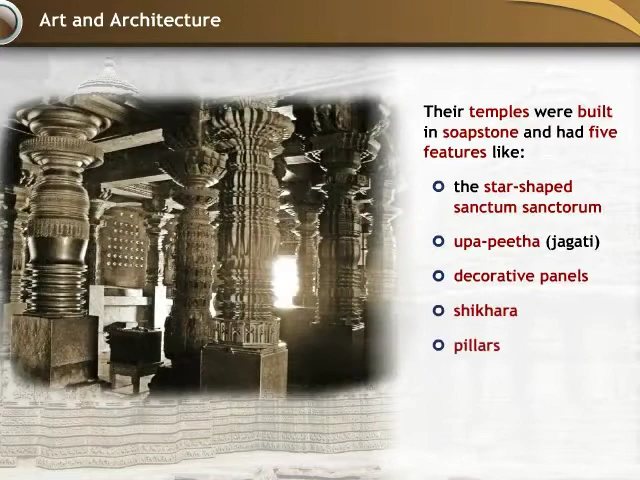 Art and Architecture
Their temples were built
in soapstone and had five
features like:
the star-shaped
sanctum sanctorum
upa-peetha (jagati)
decorative panels
shikhara
pillars